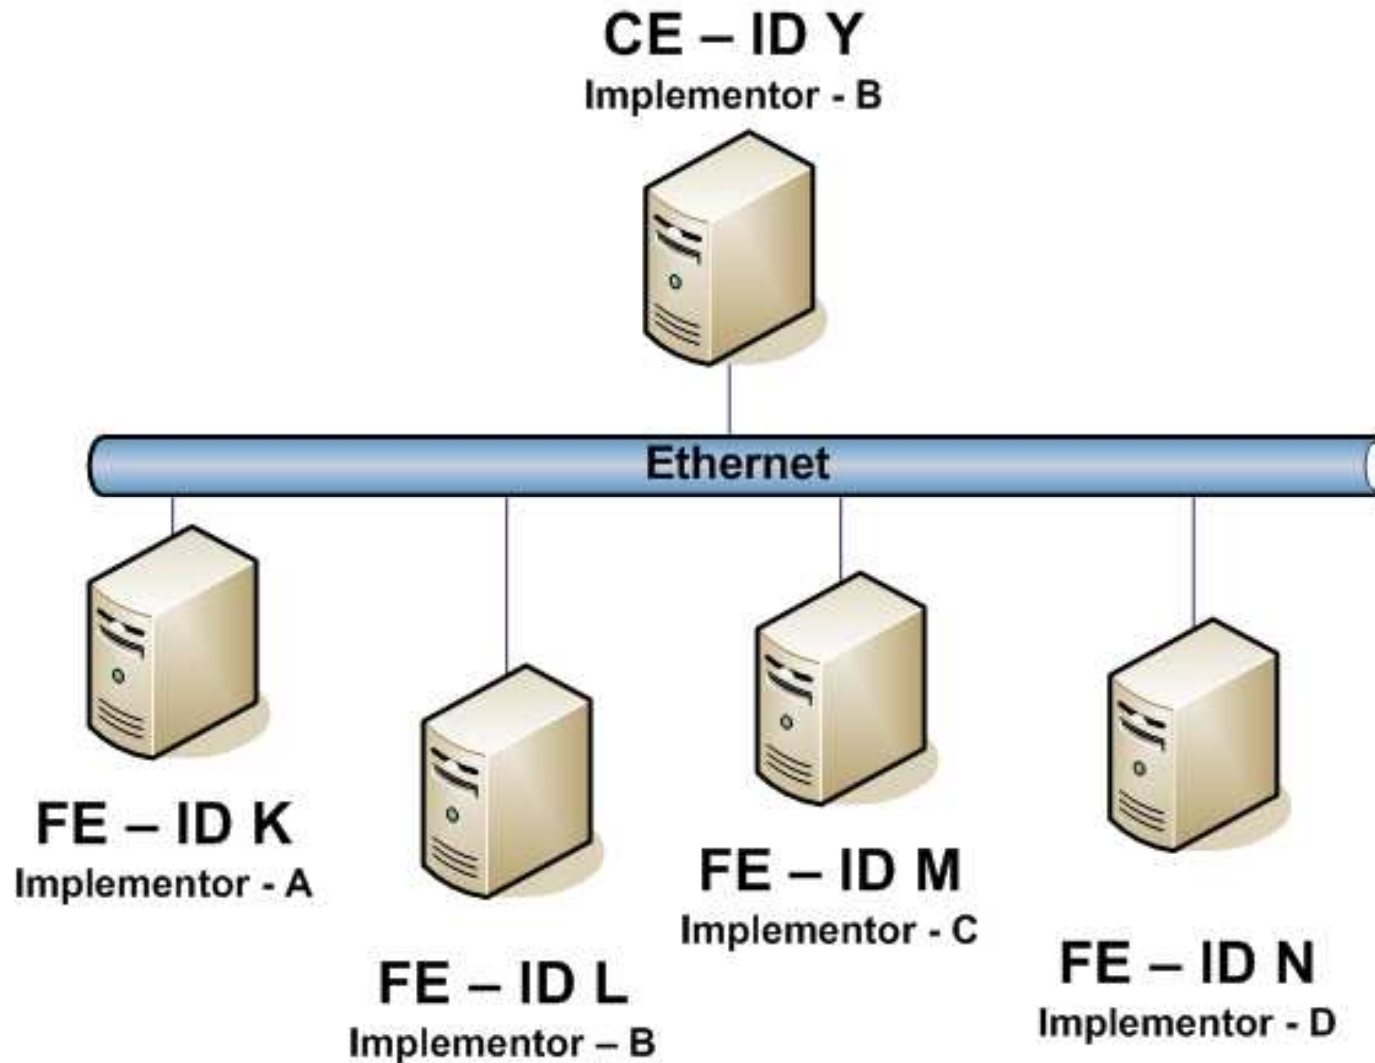 CE – ID Y
Implementor - B
Ethernet
FE – ID K
Implementor - A
FE – ID L
Implementor – B
FE – ID M
Implementor - C
FE – ID N
Implementor - D